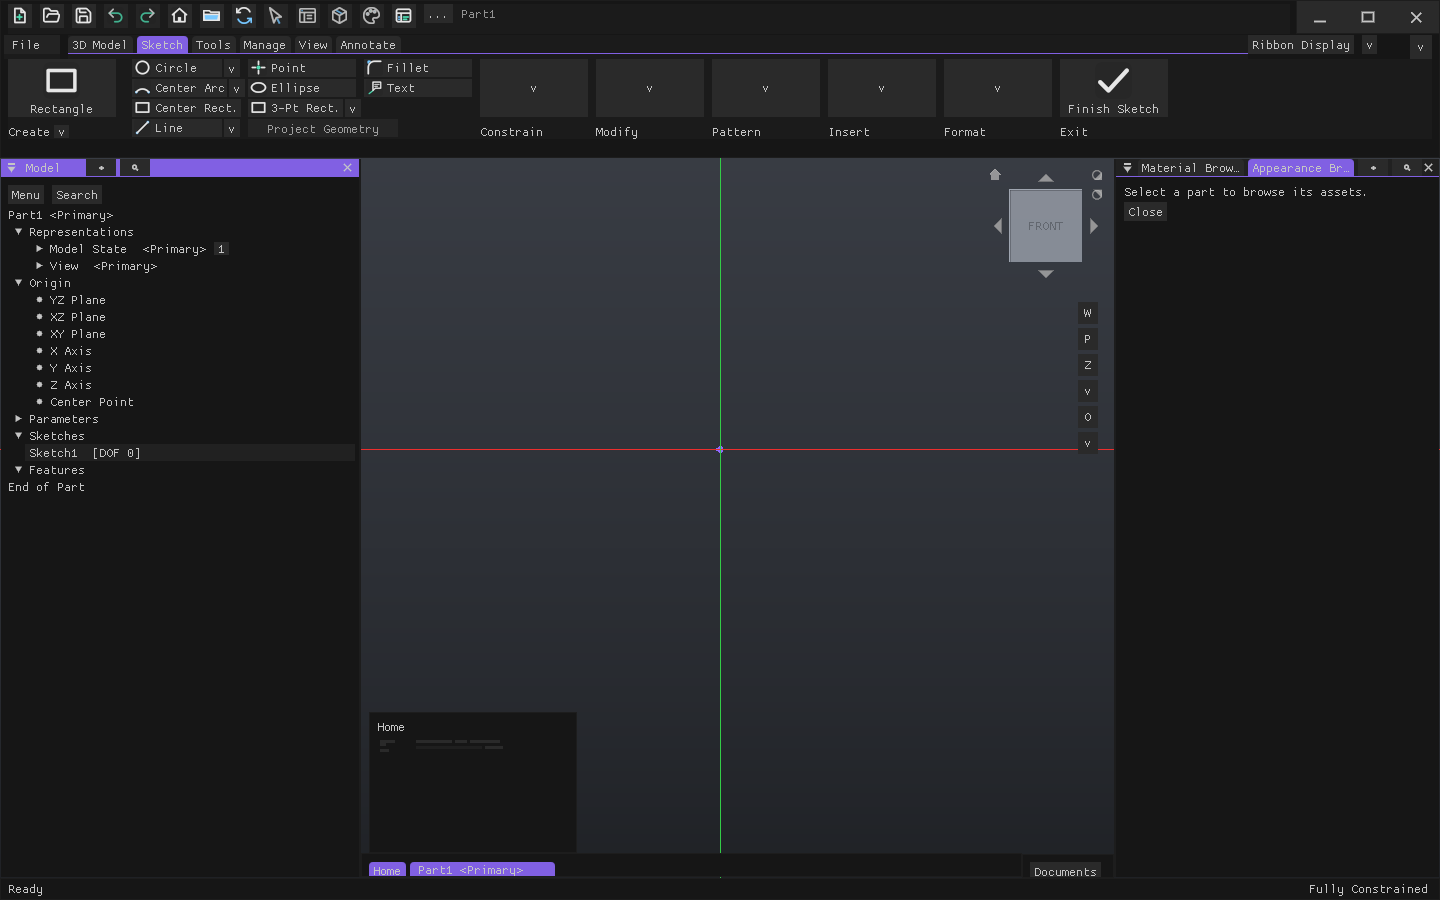 ... Part1
File 3D Model Sketch Tools Manage View Annotate Ribbon Display v v
Circle v Point Fillet
Center Arc v Ellipse Text
Rectangle Center Rect. 3-Pt Rect. v v v v v v Finish Sketch
Line v Project Geometry
Create v Constrain Modify Pattern Insert Format Exit
Model
Menu Search
Part1 <Primary>
Representations
Model State <Primary> 1
View <Primary>
Origin
YZ Plane
XZ Plane
XY Plane
X Axis
Y Axis
Z Axis
Center Point
Parameters
Sketches
Sketch1 [DOF 0]
Features
End of Part
FRONT
W
P
Z
v
O
v
Home
Home Part1 <Primary> Documents
Material Brow… Appearance Br…
Select a part to browse its assets.
Close
Ready Fully Constrained